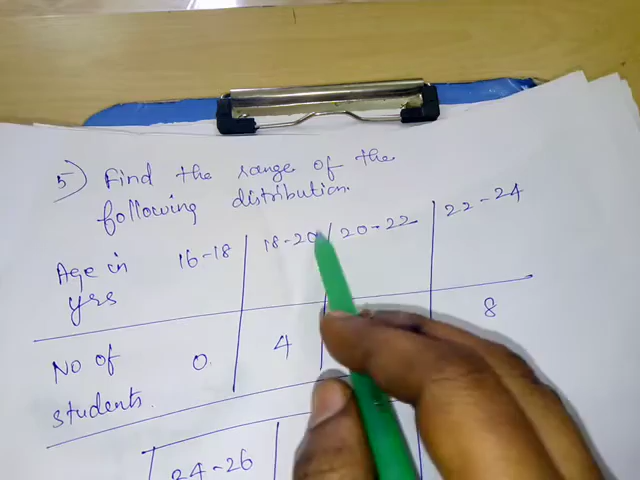 5) Find the range of the
following distribution.
Age in yrs 16-18 18-20 20-22 22-24
No of students. 0. 4 8
24-26